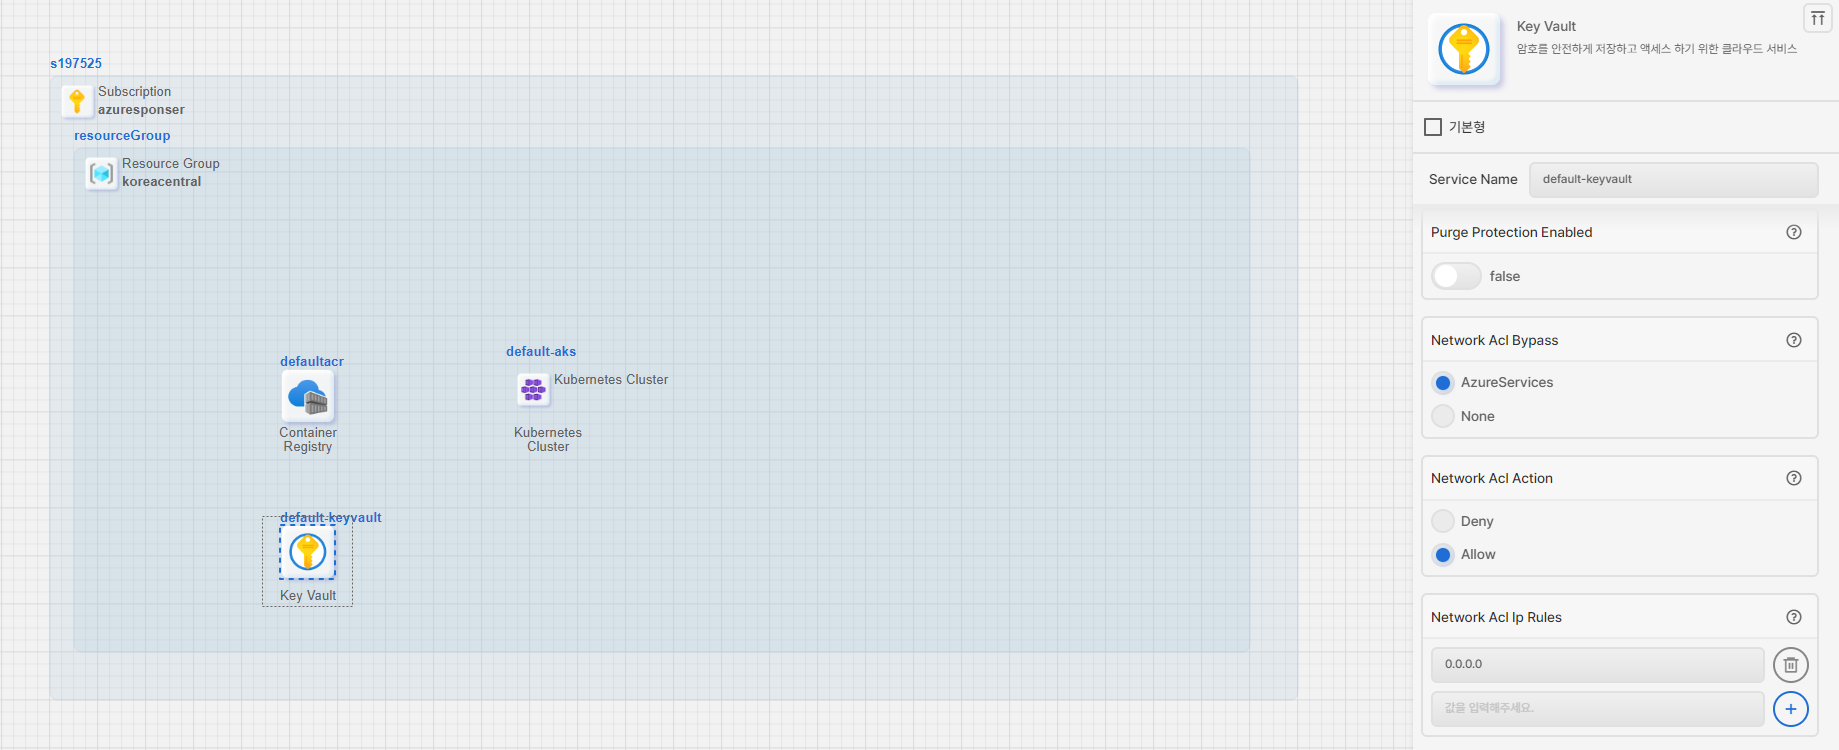 s197525
Subscription
azuresponser
resourceGroup
Resource Group
koreacentral
defaultacr
Container
Registry
default-aks
Kubernetes Cluster
Kubernetes
Cluster
default-keyvault
Key Vault
Key Vault
암호를 안전하게 저장하고 액세스 하기 위한 클라우드 서비스
기본형
Service Name
default-keyvault
Purge Protection Enabled
false
Network Acl Bypass
AzureServices
None
Network Acl Action
Deny
Allow
Network Acl Ip Rules
0.0.0.0
값을 입력해주세요.